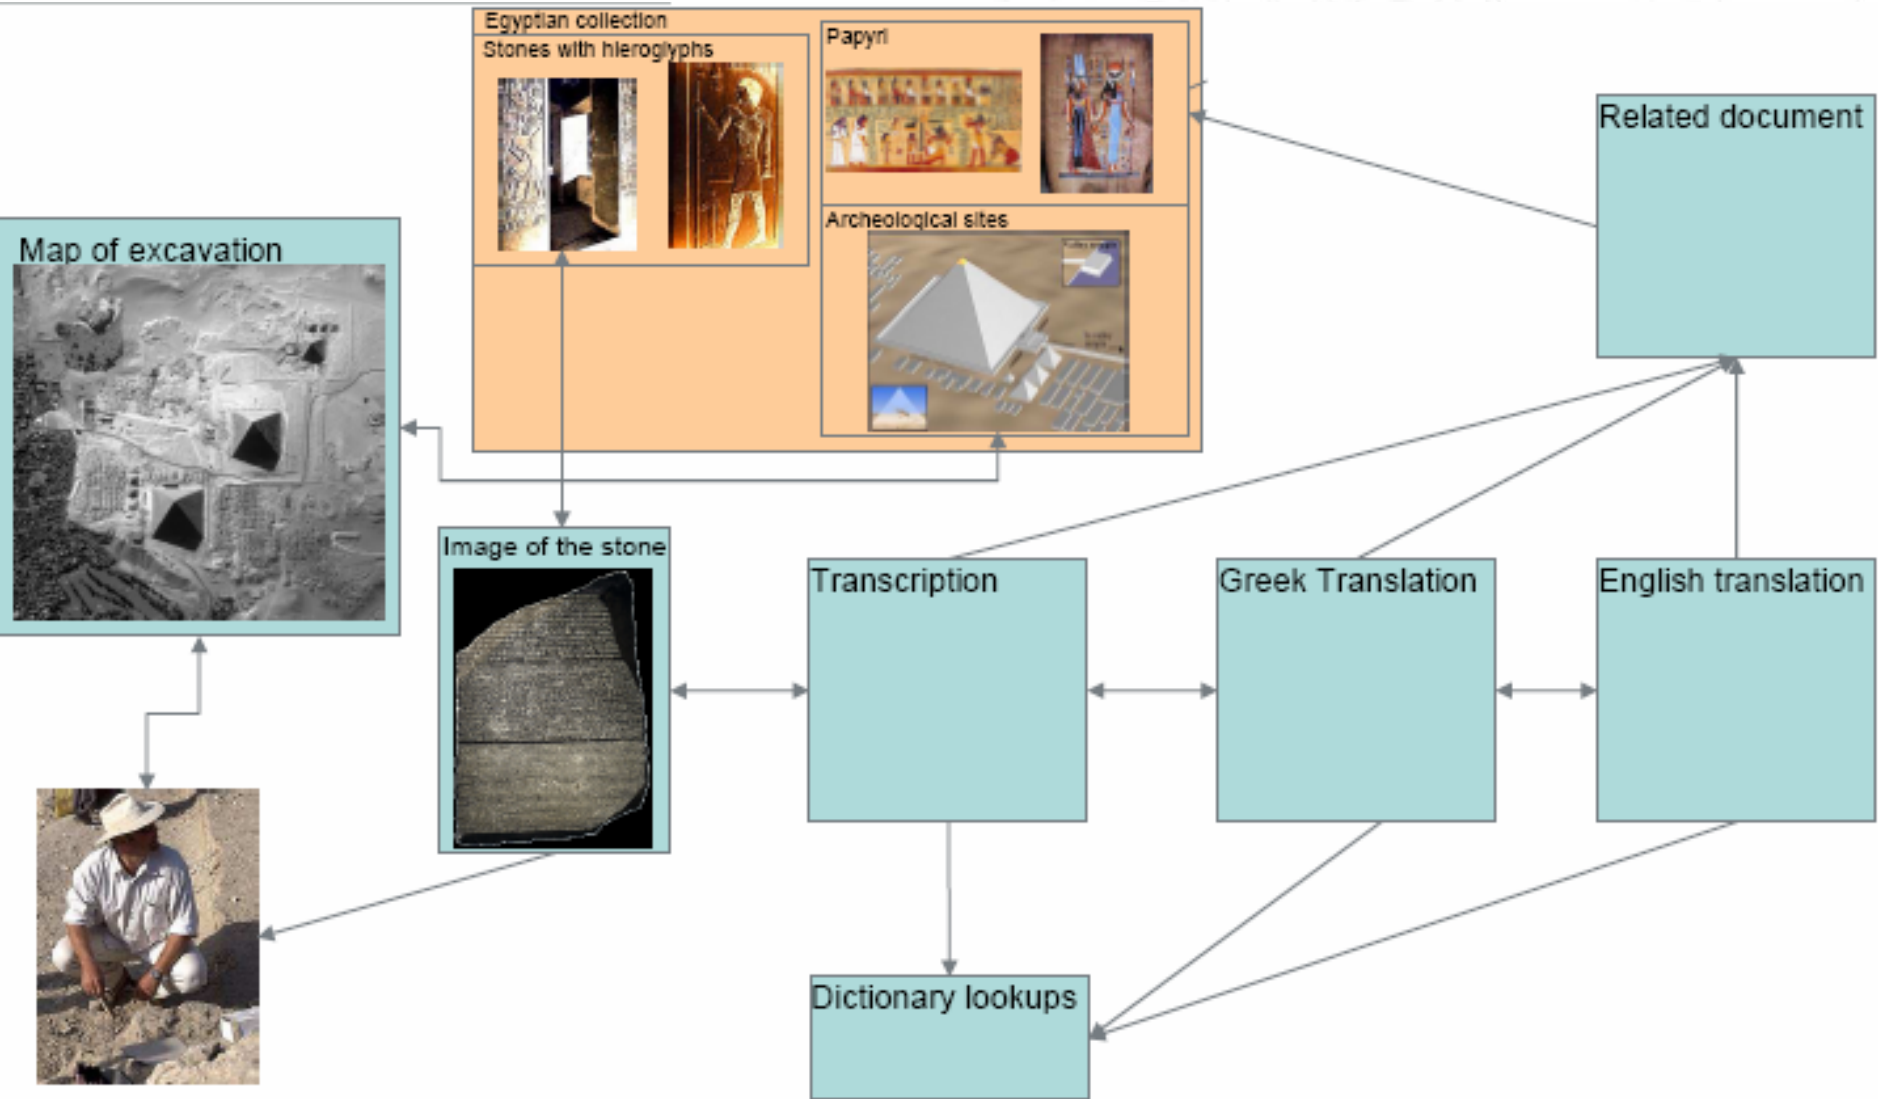 Egyptian collection
Stones with hieroglyphs
Papyri
Archeological sites
Related document
Map of excavation
Image of the stone
Transcription
Greek Translation
English translation
Dictionary lookups